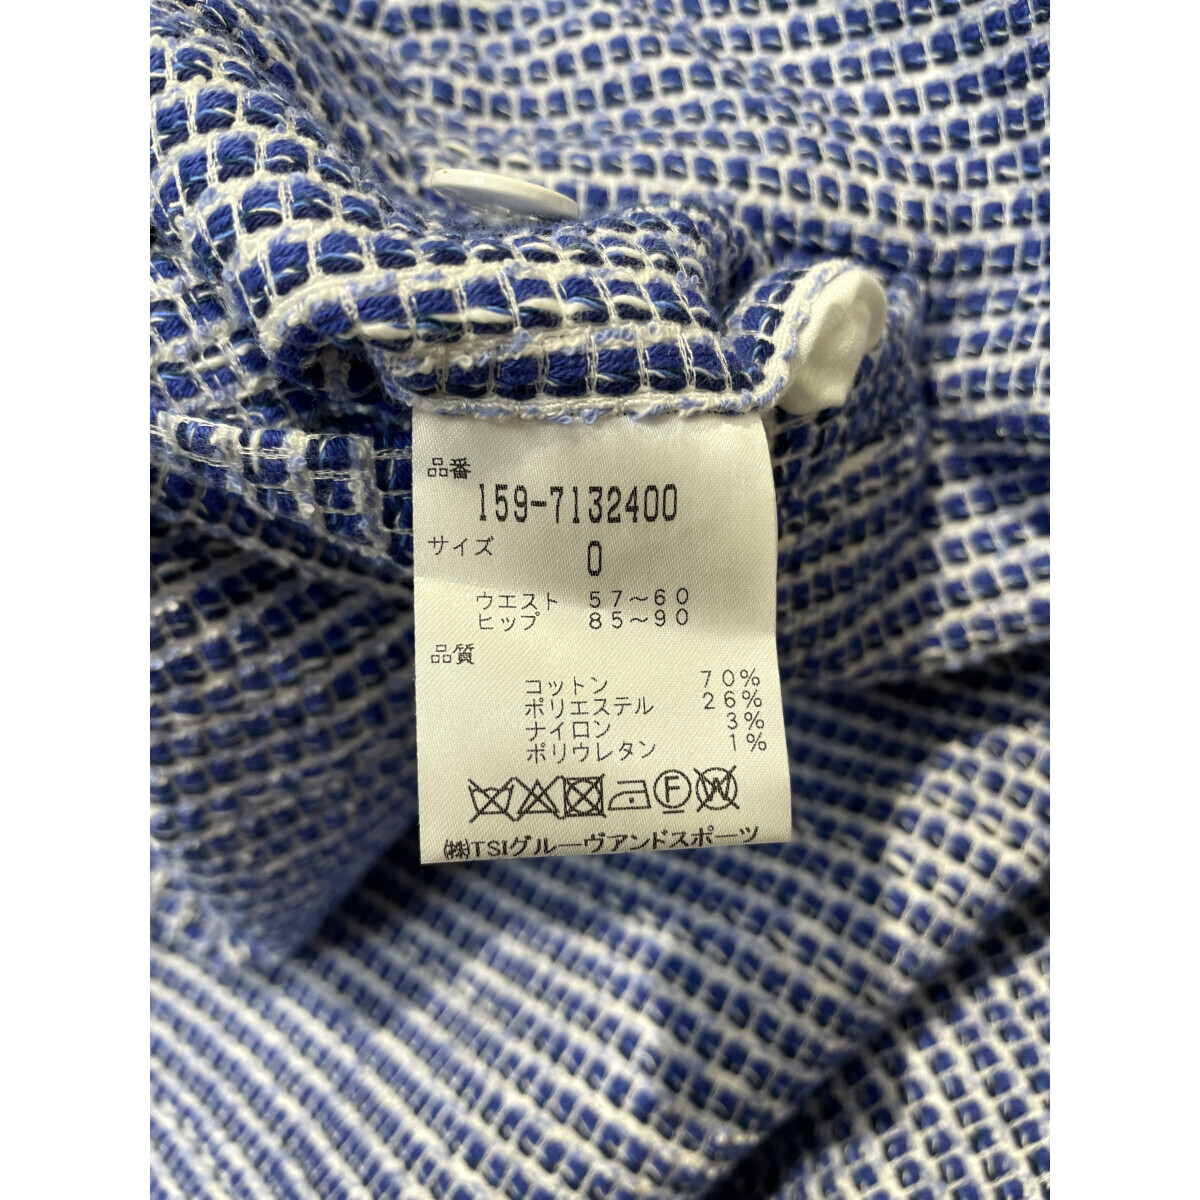 品番
159-7132400
サイズ 0
ウエスト 57〜60
ヒップ 85〜90
品質
コットン 70%
ポリエステル 26%
ナイロン 3%
ポリウレタン 1%
F W
㈱TSIグルーヴアンドスポーツ